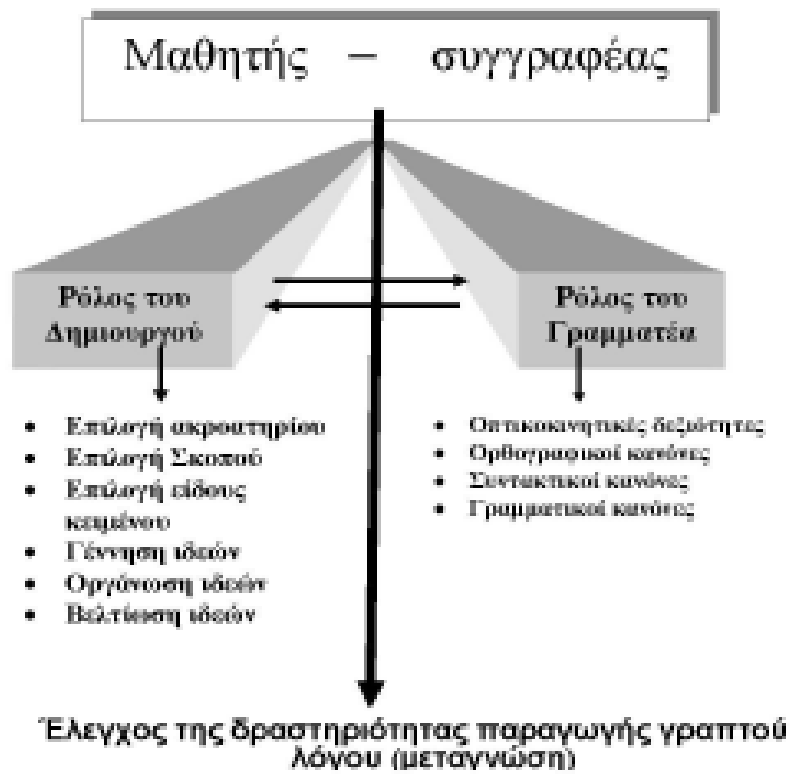 Μαθητής – συγγραφέας
Ρόλος του
Δημιουργού
Ρόλος του
Γραμματέα
• Επιλογή ακροατηρίου
• Επιλογή Σκοπού
• Επιλογή είδους
κειμένου
• Γέννηση ιδεών
• Οργάνωση ιδεών
• Βελτίωση ιδεών
• Οπτικοκινητικές δεξιότητες
• Ορθογραφικοί κανόνες
• Συντακτικοί κανόνες
• Γραμματικοί κανόνες
Έλεγχος της δραστηριότητας παραγωγής γραπτού
λόγου (μεταγνώση)